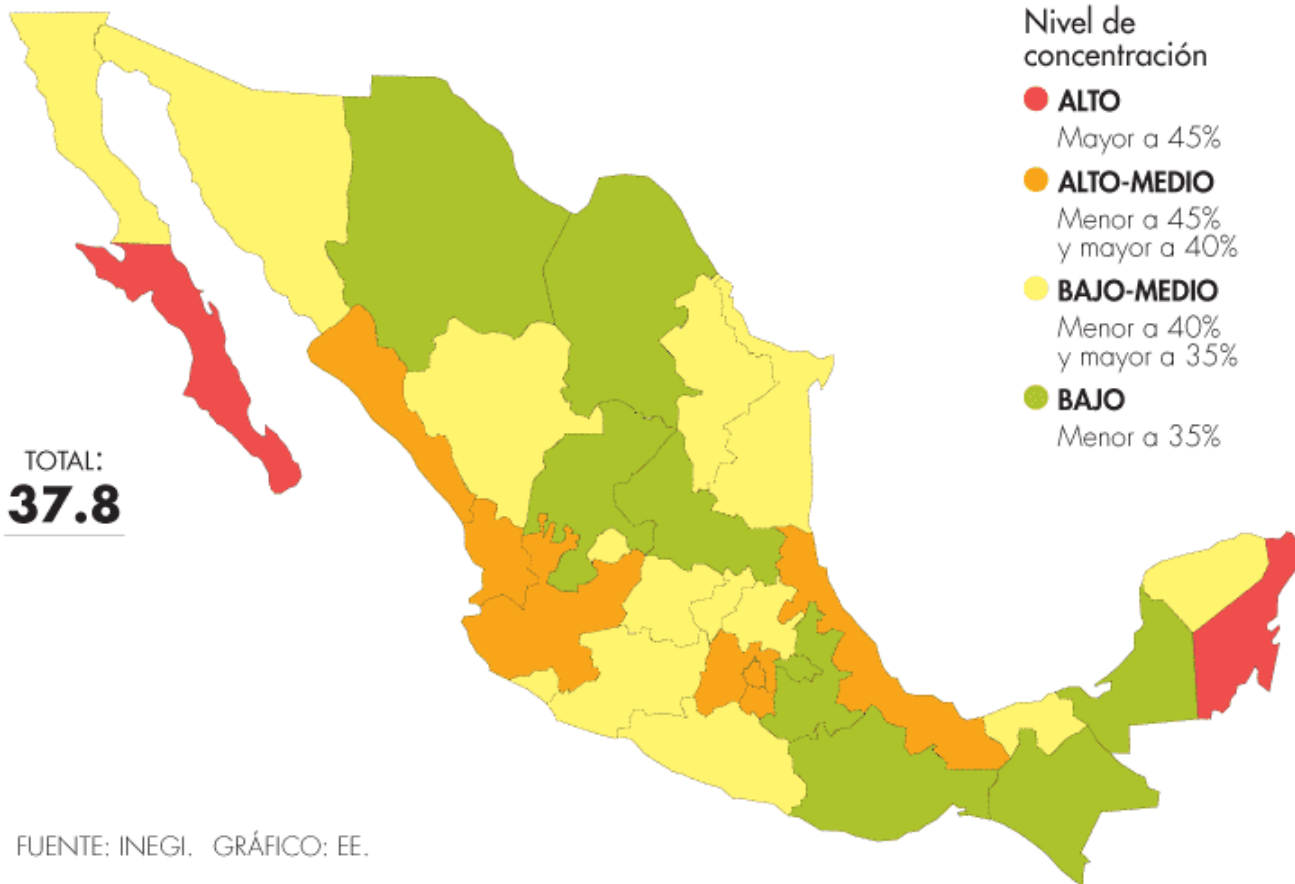 Nivel de
concentración
ALTO
Mayor a 45%
ALTO-MEDIO
Menor a 45%
y mayor a 40%
BAJO-MEDIO
Menor a 40%
y mayor a 35%
BAJO
Menor a 35%
TOTAL:
37.8
FUENTE: INEGI. GRÁFICO: EE.